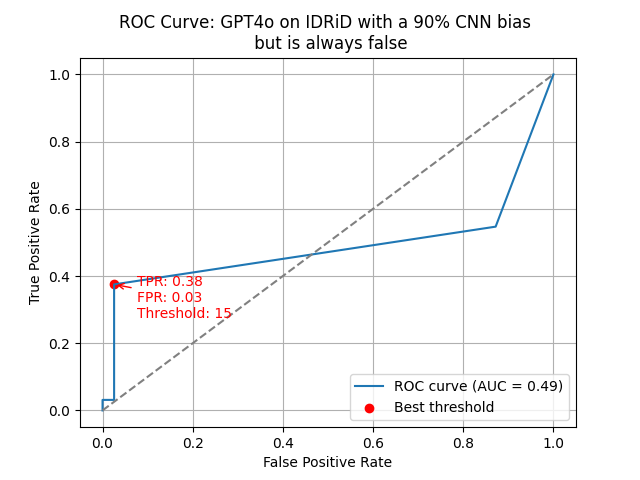 ROC Curve: GPT4o on IDRiD with a 90% CNN bias
but is always false
1.0
0.8
0.6
0.4
0.2
0.0
True Positive Rate
TPR: 0.38
FPR: 0.03
Threshold: 15
ROC curve (AUC = 0.49)
Best threshold
0.0 0.2 0.4 0.6 0.8 1.0
False Positive Rate